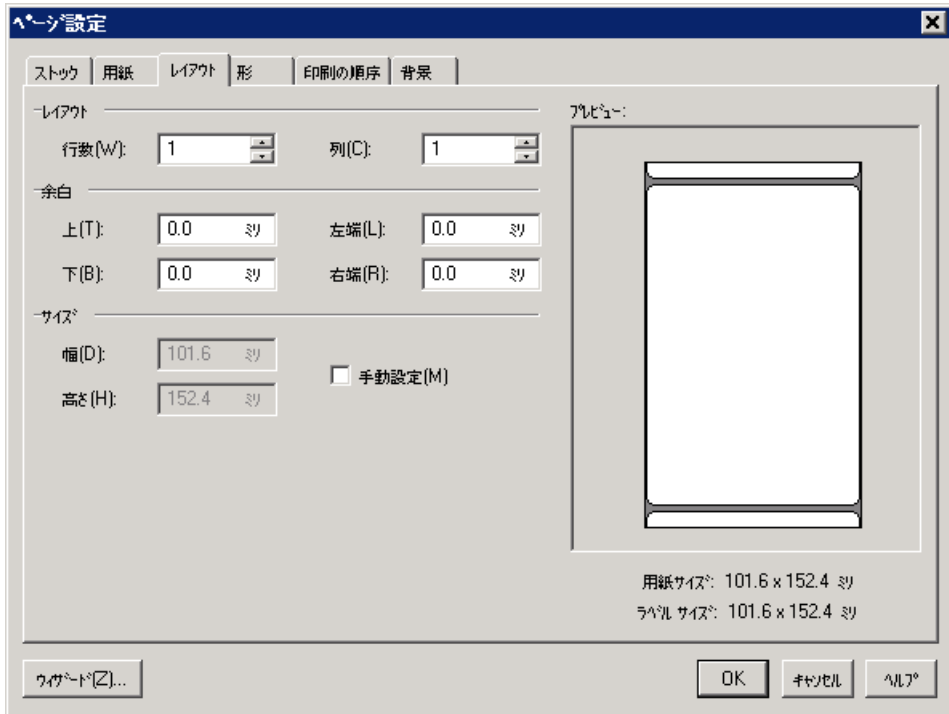 ﾍﾟｰｼﾞ設定
ストック 用紙 ﾚｲｱｳﾄ 形 印刷の順序 背景
ﾚｲｱｳﾄ
行数(W): 1 列(C): 1
余白
上(T): 0.0 ﾐﾘ 左端(L): 0.0 ﾐﾘ
下(B): 0.0 ﾐﾘ 右端(R): 0.0 ﾐﾘ
ｻｲｽﾞ
幅(D): 101.6 ﾐﾘ
高さ(H): 152.4 ﾐﾘ
手動設定(M)
ﾌﾟﾚﾋﾞｭｰ:
用紙ｻｲｽﾞ: 101.6 x 152.4 ﾐﾘ
ﾗﾍﾞﾙ ｻｲｽﾞ: 101.6 x 152.4 ﾐﾘ
ｳｨｻﾞｰﾄﾞ(Z)... OK ｷｬﾝｾﾙ ﾍﾙﾌﾟ